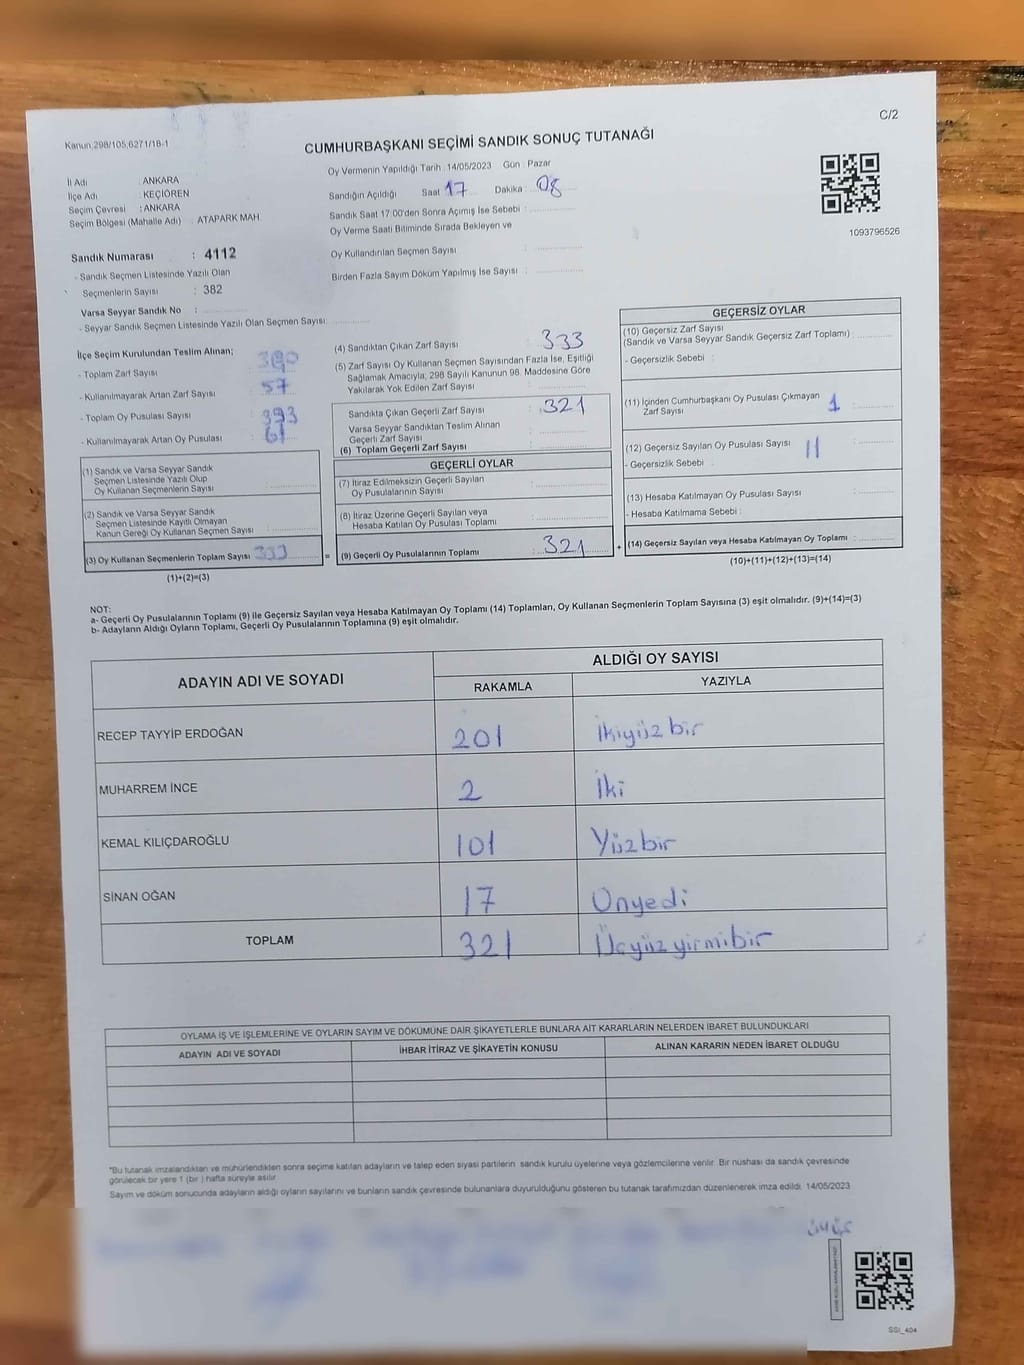 C/2
Kanun:298/105,6271/18-1
CUMHURBAŞKANI SEÇİMİ SANDIK SONUÇ TUTANAĞI
İl Adı : ANKARA
İlçe Adı : KEÇİÖREN
Seçim Çevresi : ANKARA
Seçim Bölgesi (Mahalle Adı) : ATAPARK MAH.
Oy Vermenin Yapıldığı Tarih : 14/05/2023 Gün : Pazar
Sandığın Açıldığı Saat 17 Dakika : 08
Sandık Saat 17:00'den Sonra Açımış İse Sebebi :
Oy Verme Saati Bitiminde Sırada Bekleyen ve
Oy Kullandırılan Seçmen Sayısı :
Birden Fazla Sayım Döküm Yapılmış İse Sayısı :
1093796526
Sandık Numarası : 4112
- Sandık Seçmen Listesinde Yazılı Olan
Seçmenlerin Sayısı : 382
Varsa Seyyar Sandık No :
- Seyyar Sandık Seçmen Listesinde Yazılı Olan Seçmen Sayısı:
İlçe Seçim Kurulundan Teslim Alınan;
- Toplam Zarf Sayısı
- Kullanılmayarak Artan Zarf Sayısı : 57
- Toplam Oy Pusulası Sayısı : 393
- Kullanılmayarak Artan Oy Pusulası : 61
(1) Sandık ve Varsa Seyyar Sandık
Seçmen Listesinde Yazılı Olup
Oy Kullanan Seçmenlerin Sayısı :
(2) Sandık ve Varsa Seyyar Sandık
Seçmen Listesinde Kayıtlı Olmayan
Kanun Gereği Oy Kullanan Seçmen Sayısı :
(3) Oy Kullanan Seçmenlerin Toplam Sayısı : 333
(1)+(2)=(3)
(4) Sandıktan Çıkan Zarf Sayısı : 333
(5) Zarf Sayısı Oy Kullanan Seçmen Sayısından Fazla İse, Eşitliği
Sağlamak Amacıyla; 298 Sayılı Kanunun 98. Maddesine Göre
Yakılarak Yok Edilen Zarf Sayısı :
Sandıkta Çıkan Geçerli Zarf Sayısı : 321
Varsa Seyyar Sandıktan Teslim Alınan
Geçerli Zarf Sayısı :
(6) Toplam Geçerli Zarf Sayısı :
GEÇERLİ OYLAR
(7) İtiraz Edilmeksizin Geçerli Sayılan
Oy Pusulalarının Sayısı :
(8) İtiraz Üzerine Geçerli Sayılan veya
Hesaba Katılan Oy Pusulası Toplamı :
= (9) Geçerli Oy Pusulalarının Toplamı : 321 +
GEÇERSİZ OYLAR
(10) Geçersiz Zarf Sayısı
(Sandık ve Varsa Seyyar Sandık Geçersiz Zarf Toplamı) :
- Geçersizlik Sebebi :
(11) İçinden Cumhurbaşkanı Oy Pusulası Çıkmayan
Zarf Sayısı : 1
(12) Geçersiz Sayılan Oy Pusulası Sayısı : 11
- Geçersizlik Sebebi :
(13) Hesaba Katılmayan Oy Pusulası Sayısı :
- Hesaba Katılmama Sebebi :
(14) Geçersiz Sayılan veya Hesaba Katılmayan Oy Toplamı :
(10)+(11)+(12)+(13)=(14)
NOT:
a- Geçerli Oy Pusulalarının Toplamı (9) ile Geçersiz Sayılan veya Hesaba Katılmayan Oy Toplamı (14) Toplamları, Oy Kullanan Seçmenlerin Toplam Sayısına (3) eşit olmalıdır. (9)+(14)=(3)
b- Adayların Aldığı Oyların Toplamı, Geçerli Oy Pusulalarının Toplamına (9) eşit olmalıdır.
ADAYIN ADI VE SOYADI ALDIĞI OY SAYISI
RAKAMLA YAZIYLA
RECEP TAYYİP ERDOĞAN 201 İkiyüz bir
MUHARREM İNCE 2 İki
KEMAL KILIÇDAROĞLU 101 Yüzbir
SİNAN OĞAN 17 Onyedi
TOPLAM 321 Üçyüz yirmibir
OYLAMA İŞ VE İŞLEMLERİNE VE OYLARIN SAYIM VE DÖKÜMÜNE DAİR ŞİKAYETLERLE BUNLARA AİT KARARLARIN NELERDEN İBARET BULUNDUKLARI
ADAYIN ADI VE SOYADI İHBAR İTİRAZ VE ŞİKAYETİN KONUSU ALINAN KARARIN NEDEN İBARET OLDUĞU
*Bu tutanak imzalandıktan ve mühürlendikten sonra seçime katılan adayların ve talep eden siyasi partilerin sandık kurulu üyelerine veya gözlemcilerine verilir. Bir nushası da sandık çevresinde
görülecek bir yere 1 (bir ) hafta süreyle asılır
Sayım ve döküm sonucunda adayların aldığı oyların sayılarını ve bunların sandık çevresinde bulunanlara duyurulduğunu gösteren bu tutanak tarafımızdan düzenlenerek imza edildi. 14/05/2023
SSI_404